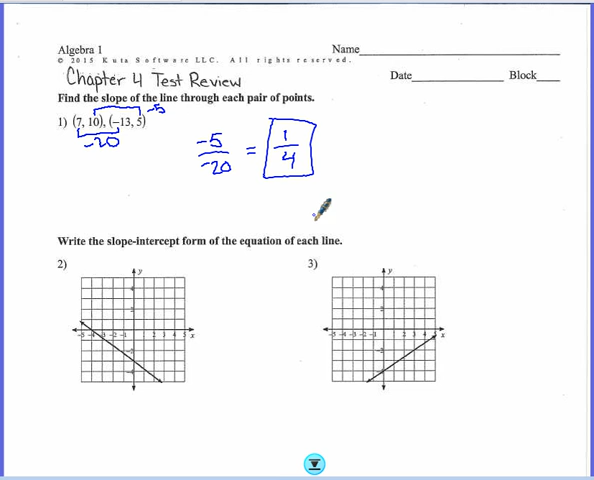 Algebra 1 Name
© 2015 Kuta Software LLC. All rights reserved.
Chapter 4 Test Review Date Block
Find the slope of the line through each pair of points.
-5
1) (7, 10), (−13, 5)
-20
-5/-20 = 1/4
Write the slope-intercept form of the equation of each line.
2) 3)
y y
x x